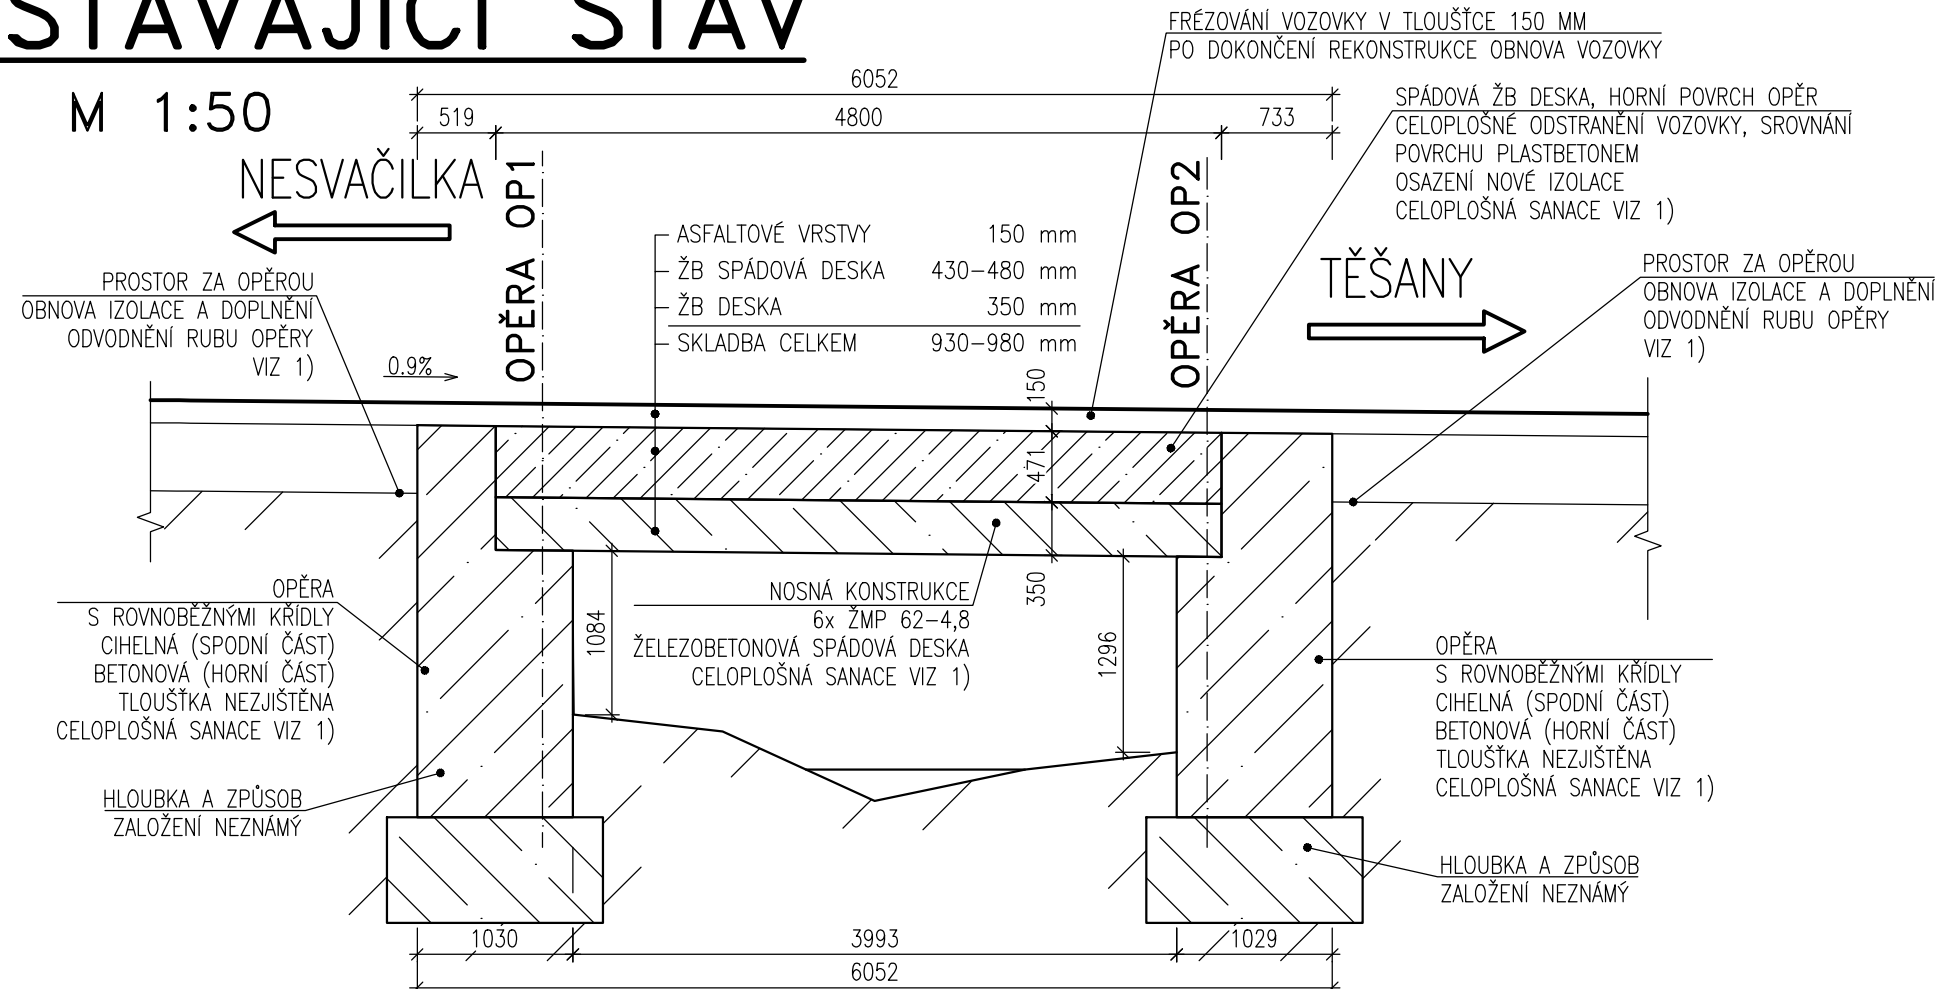 STÁVAJÍCÍ STAV
M 1:50
FRÉZOVÁNÍ VOZOVKY V TLOUŠŤCE 150 MM
PO DOKONČENÍ REKONSTRUKCE OBNOVA VOZOVKY
6052
519
4800
733
SPÁDOVÁ ŽB DESKA, HORNÍ POVRCH OPĚR
CELOPLOŠNÉ ODSTRANĚNÍ VOZOVKY, SROVNÁNÍ
POVRCHU PLASTBETONEM
OSAZENÍ NOVÉ IZOLACE
CELOPLOŠNÁ SANACE VIZ 1)
NESVAČILKA
OPĚRA OP1
OPĚRA OP2
TĚŠANY
ASFALTOVÉ VRSTVY 150 mm
ŽB SPÁDOVÁ DESKA 430-480 mm
ŽB DESKA 350 mm
SKLADBA CELKEM 930-980 mm
PROSTOR ZA OPĚROU
OBNOVA IZOLACE A DOPLNĚNÍ
ODVODNĚNÍ RUBU OPĚRY
VIZ 1)
PROSTOR ZA OPĚROU
OBNOVA IZOLACE A DOPLNĚNÍ
ODVODNĚNÍ RUBU OPĚRY
VIZ 1)
0.9%
150
471
350
1084
1296
NOSNÁ KONSTRUKCE
6x ŽMP 62-4,8
ŽELEZOBETONOVÁ SPÁDOVÁ DESKA
CELOPLOŠNÁ SANACE VIZ 1)
OPĚRA
S ROVNOBĚŽNÝMI KŘÍDLY
CIHELNÁ (SPODNÍ ČÁST)
BETONOVÁ (HORNÍ ČÁST)
TLOUŠŤKA NEZJIŠTĚNA
CELOPLOŠNÁ SANACE VIZ 1)
OPĚRA
S ROVNOBĚŽNÝMI KŘÍDLY
CIHELNÁ (SPODNÍ ČÁST)
BETONOVÁ (HORNÍ ČÁST)
TLOUŠŤKA NEZJIŠTĚNA
CELOPLOŠNÁ SANACE VIZ 1)
HLOUBKA A ZPŮSOB
ZALOŽENÍ NEZNÁMÝ
HLOUBKA A ZPŮSOB
ZALOŽENÍ NEZNÁMÝ
1030
3993
1029
6052